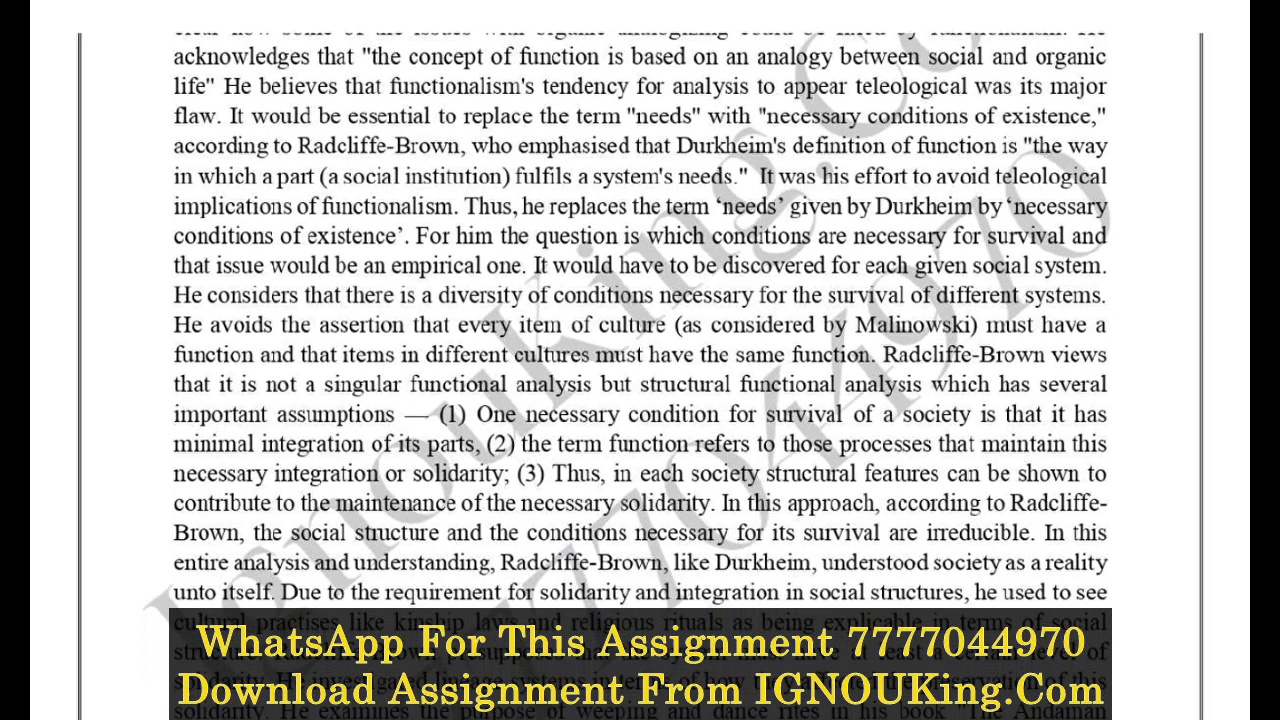 acknowledges that "the concept of function is based on an analogy between social and organic
life" He believes that functionalism's tendency for analysis to appear teleological was its major
flaw. It would be essential to replace the term "needs" with "necessary conditions of existence,"
according to Radcliffe-Brown, who emphasised that Durkheim's definition of function is "the way
in which a part (a social institution) fulfils a system's needs." It was his effort to avoid teleological
implications of functionalism. Thus, he replaces the term ‘needs’ given by Durkheim by ‘necessary
conditions of existence’. For him the question is which conditions are necessary for survival and
that issue would be an empirical one. It would have to be discovered for each given social system.
He considers that there is a diversity of conditions necessary for the survival of different systems.
He avoids the assertion that every item of culture (as considered by Malinowski) must have a
function and that items in different cultures must have the same function. Radcliffe-Brown views
that it is not a singular functional analysis but structural functional analysis which has several
important assumptions — (1) One necessary condition for survival of a society is that it has
minimal integration of its parts, (2) the term function refers to those processes that maintain this
necessary integration or solidarity; (3) Thus, in each society structural features can be shown to
contribute to the maintenance of the necessary solidarity. In this approach, according to Radcliffe-
Brown, the social structure and the conditions necessary for its survival are irreducible. In this
entire analysis and understanding, Radcliffe-Brown, like Durkheim, understood society as a reality
unto itself. Due to the requirement for solidarity and integration in social structures, he used to see
cultural practises like kinship laws and religious rituals as being explicable in terms of social
WhatsApp For This Assignment 7777044970
Download Assignment From IGNOUKing.Com
solidarity. He examines the purpose of weeping and dance rites in his book "The Andaman